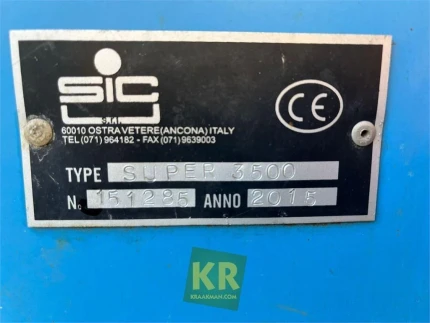 SIC
s.r.l.
60010 OSTRA VETERE (ANCONA) ITALY
TEL (071) 964182 - FAX (071) 9639003
CE
TYPE SUPER 3500
N. 151285 ANNO 2015
KR
KRAAKMAN.COM